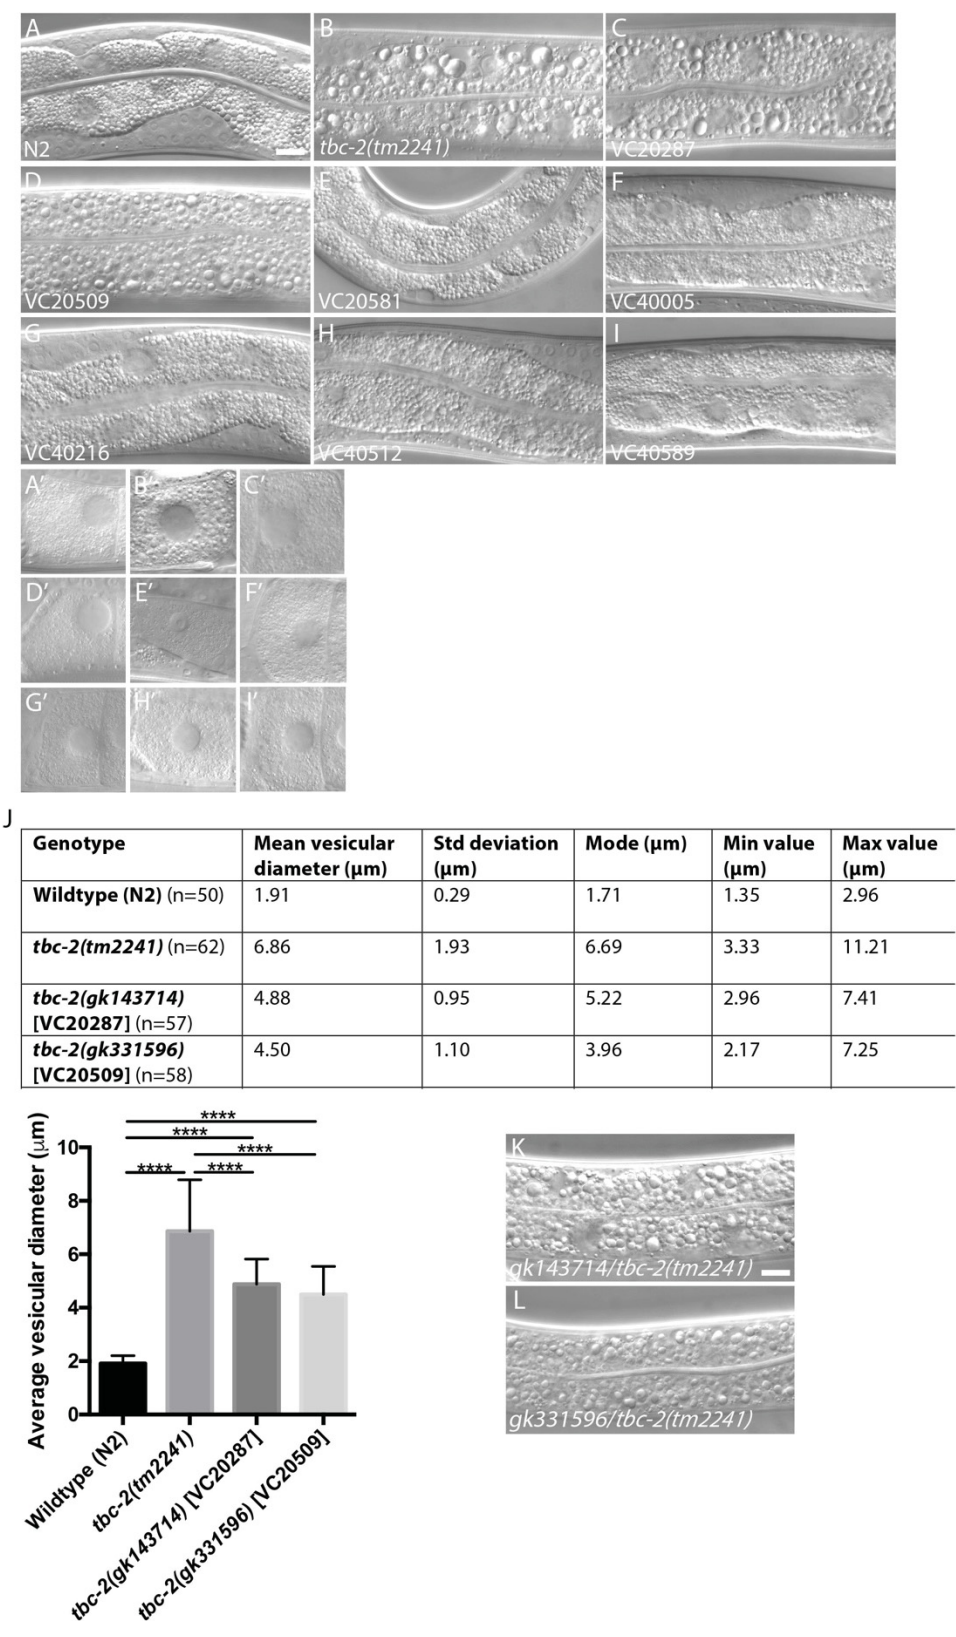 A
B
C
N2
tbc-2(tm2241)
VC20287
D
E
F
VC20509
VC20581
VC40005
G
H
I
VC40216
VC40512
VC40589
A’
B’
C’
D’
E’
F’
G’
H’
I’
J
Genotype
Mean vesicular
diameter (μm)
Std deviation
(μm)
Mode (μm)
Min value
(μm)
Max value
(μm)
Wildtype (N2) (n=50)
1.91
0.29
1.71
1.35
2.96
tbc-2(tm2241) (n=62)
6.86
1.93
6.69
3.33
11.21
tbc-2(gk143714)
[VC20287] (n=57)
4.88
0.95
5.22
2.96
7.41
tbc-2(gk331596)
[VC20509] (n=58)
4.50
1.10
3.96
2.17
7.25
Average vesicular diameter (μm)
10
8
6
4
2
0
****
****
****
****
****
Wildtype (N2)
tbc-2(tm2241)
tbc-2(gk143714) [VC20287]
tbc-2(gk331596) [VC20509]
K
gk143714/tbc-2(tm2241)
L
gk331596/tbc-2(tm2241)